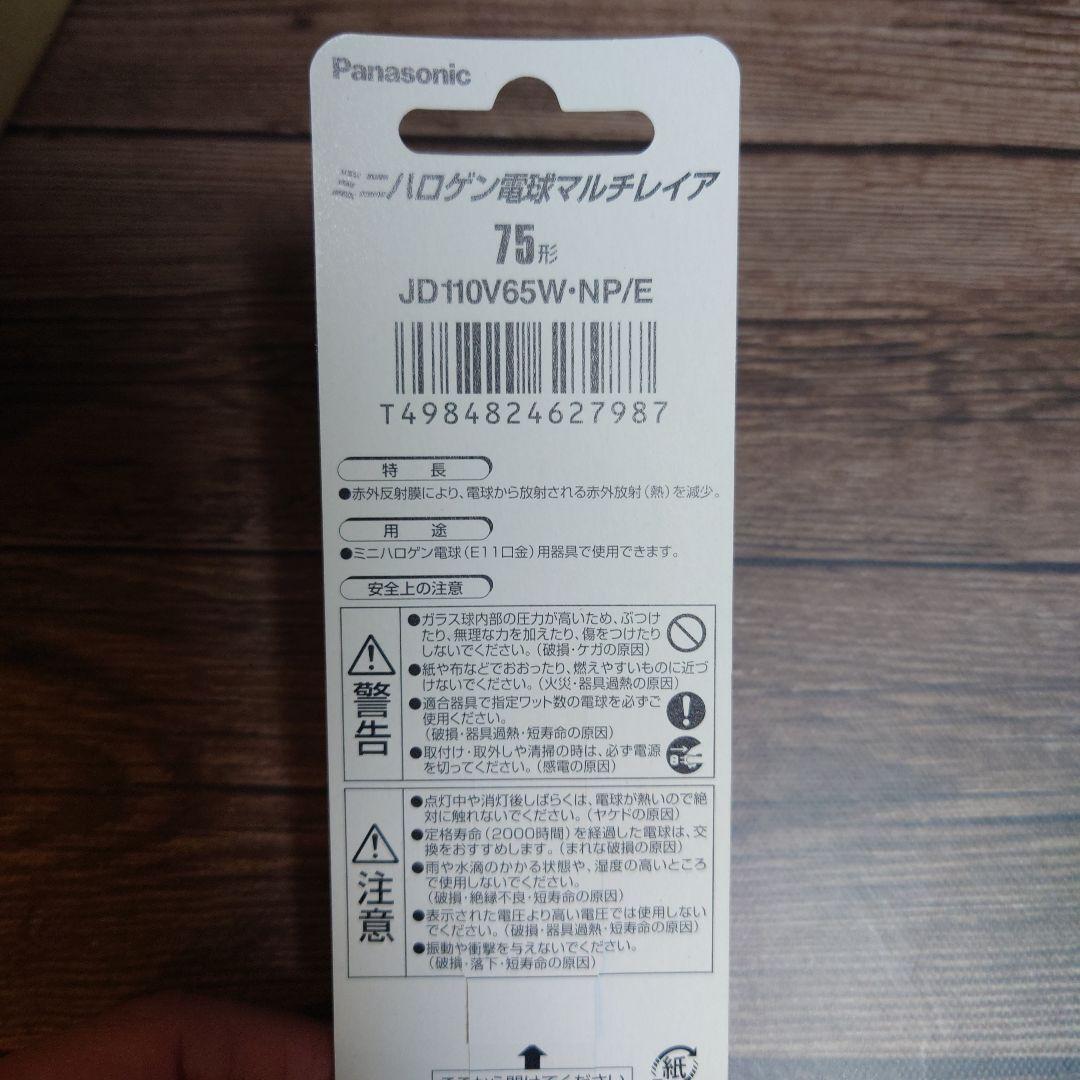 Panasonic
ミニハロゲン電球マルチレイア
75形
JD110V65W・NP/E
T4984824627987
特長
●赤外反射膜により、電球から放射される赤外放射(熱)を減少。
用途
●ミニハロゲン電球(E11口金)用器具で使用できます。
安全上の注意
警告
●ガラス球内部の圧力が高いため、ぶつけ
たり、無理な力を加えたり、傷をつけたり
しないでください。(破損・ケガの原因)
●紙や布などでおおったり、燃えやすいものに近づ
けないでください。(火災・器具過熱の原因)
●適合器具で指定ワット数の電球を必ずご
使用ください。
(破損・器具過熱・短寿命の原因)
●取付け・取外しや清掃の時は、必ず電源
を切ってください。(感電の原因)
注意
●点灯中や消灯後しばらくは、電球が熱いので絶
対に触れないでください。(ヤケドの原因)
●定格寿命(2000時間)を経過した電球は、交
換をおすすめします。(まれな破損の原因)
●雨や水滴のかかる状態や、湿度の高いところ
で使用しないでください。
(破損・絶縁不良・短寿命の原因)
●表示された電圧より高い電圧では使用しない
でください。(破損・器具過熱・短寿命の原因)
●振動や衝撃を与えないでください。
(破損・落下・短寿命の原因)
ここから開けてください
紙